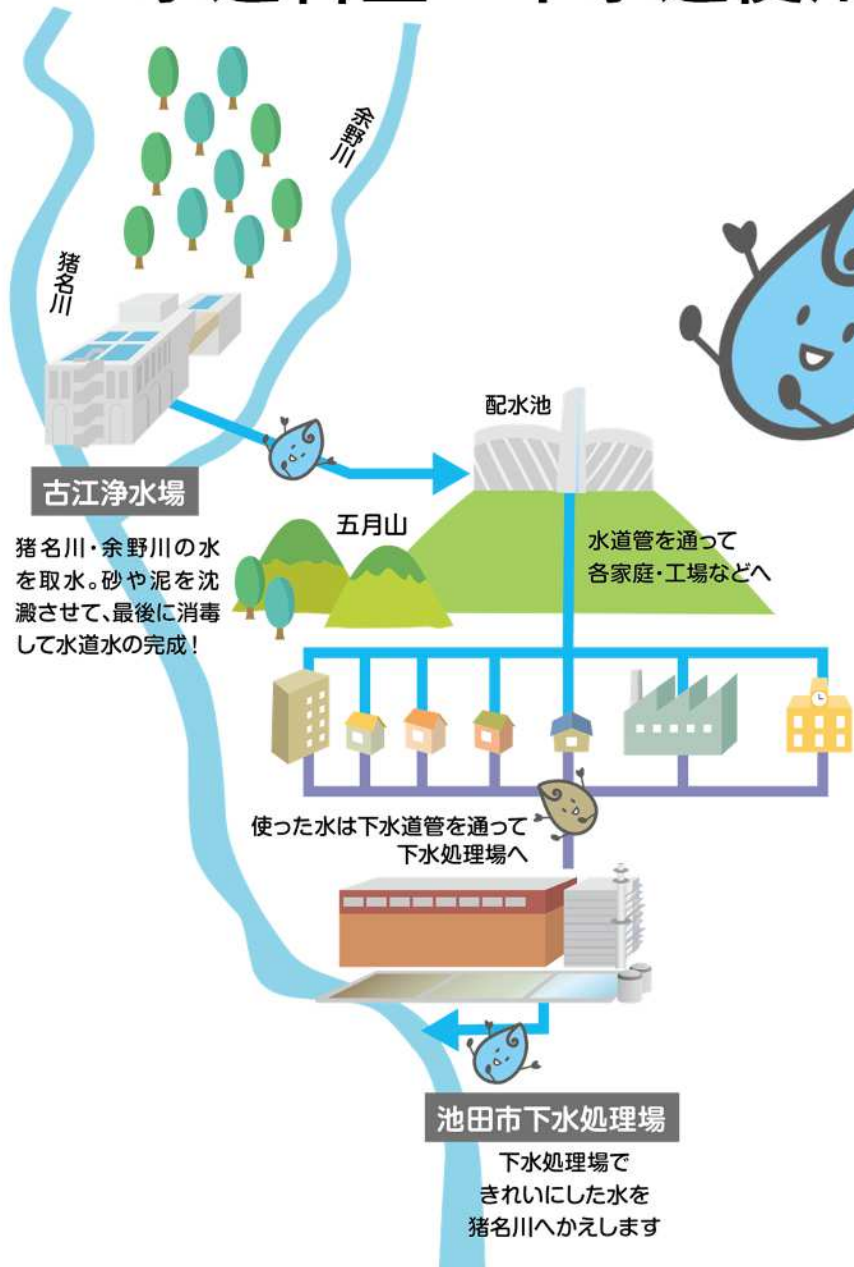 余野川
猪名川
配水池
古江浄水場
五月山
猪名川・余野川の水
を取水。砂や泥を沈
澱させて、最後に消毒
して水道水の完成！
水道管を通って
各家庭・工場などへ
使った水は下水道管を通って
下水処理場へ
池田市下水処理場
下水処理場で
きれいにした水を
猪名川へかえします